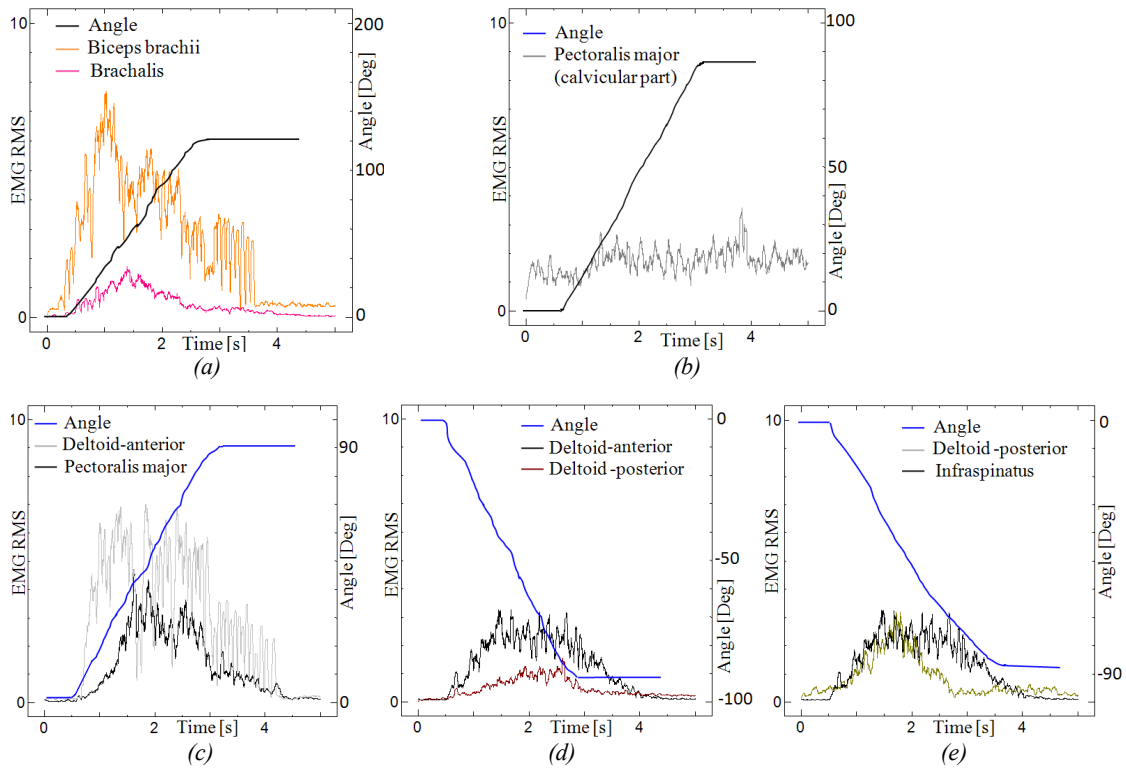 10
200
Angle
Biceps brachii
Brachalis
100
EMG RMS
Angle [Deg]
0
0
0
2
4
Time [s]
(a)
10
100
Angle
Pectoralis major
(calvicular part)
50
EMG RMS
Angle [Deg]
0
0
0
2
4
Time [s]
(b)
10
Angle
90
Deltoid-anterior
Pectoralis major
EMG RMS
Angle [Deg]
0
0
0
2
4
Time [s]
(c)
10
0
Angle
Deltoid-anterior
Deltoid -posterior
-50
EMG RMS
Angle [Deg]
0
-100
0
2
4
Time [s]
(d)
10
0
Angle
Deltoid -posterior
Infraspinatus
EMG RMS
Angle [Deg]
-90
0
0
2
4
Time [s]
(e)